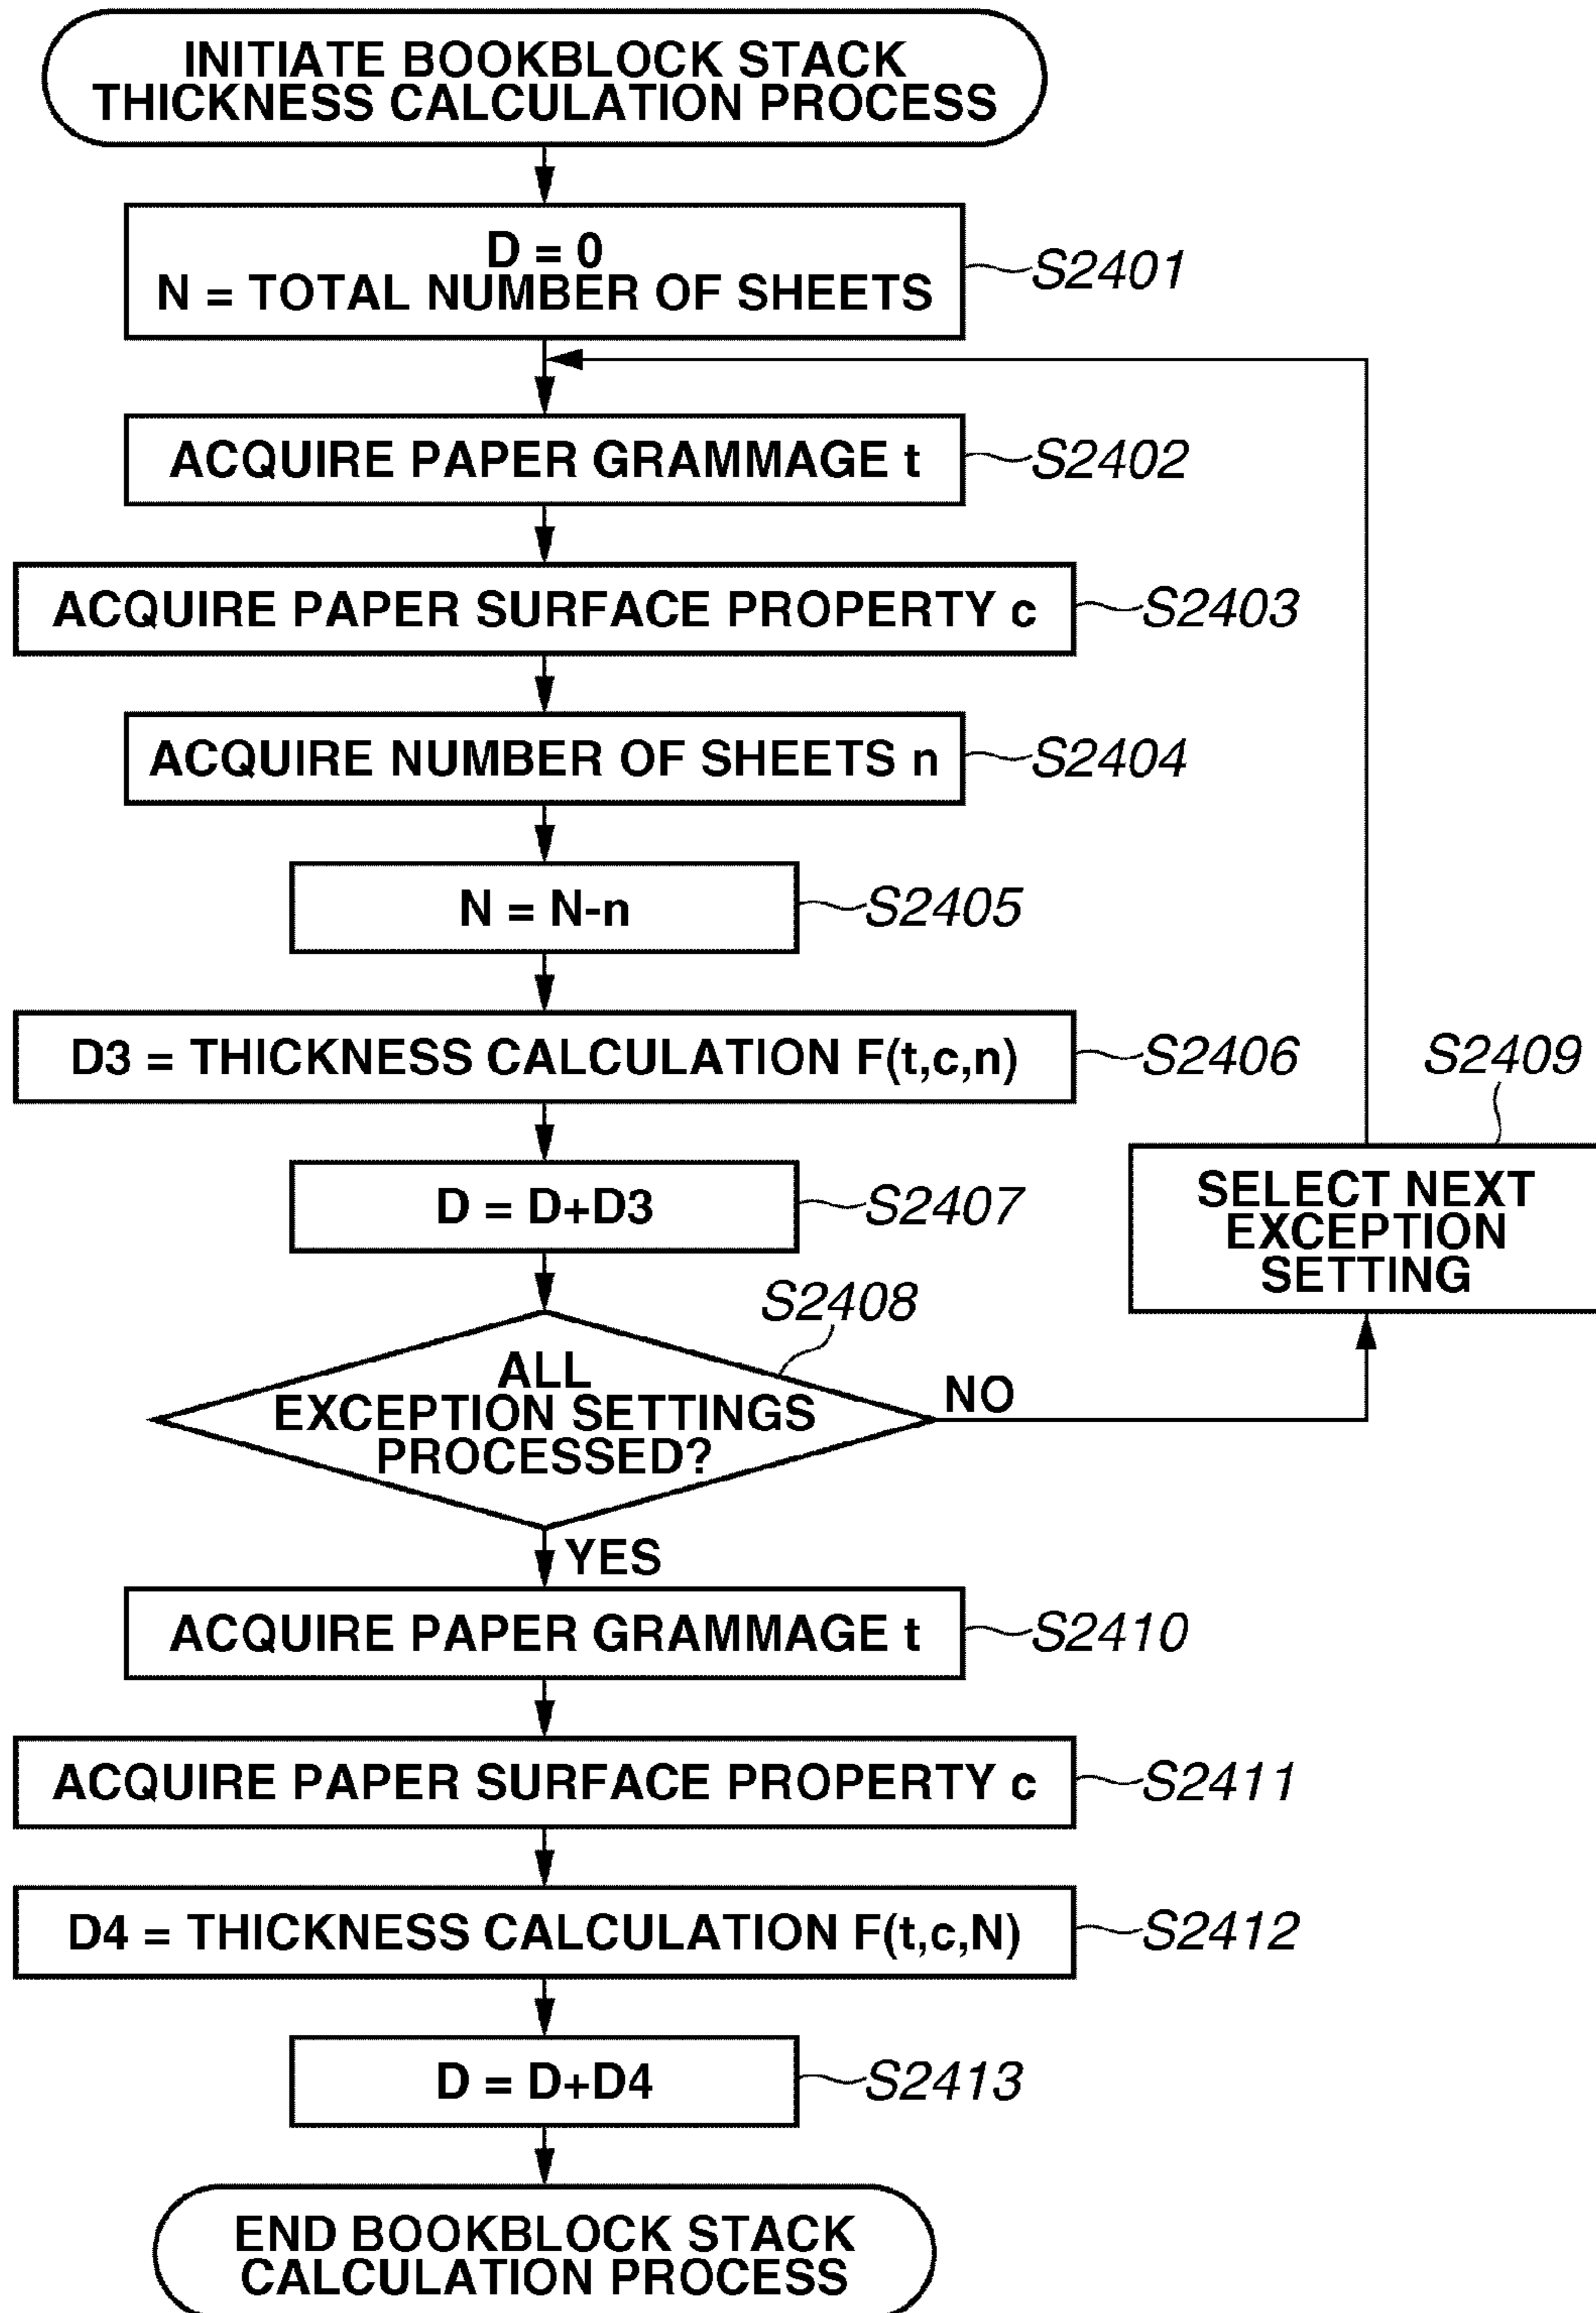 INITIATE BOOKBLOCK STACK
THICKNESS CALCULATION PROCESS
D = 0
N = TOTAL NUMBER OF SHEETS
S2401
ACQUIRE PAPER GRAMMAGE t
S2402
ACQUIRE PAPER SURFACE PROPERTY c
S2403
ACQUIRE NUMBER OF SHEETS n
S2404
N = N-n
S2405
D3 = THICKNESS CALCULATION F(t,c,n)
S2406
S2409
SELECT NEXT
EXCEPTION
SETTING
D = D+D3
S2407
S2408
ALL
EXCEPTION SETTINGS
PROCESSED?
NO
YES
ACQUIRE PAPER GRAMMAGE t
S2410
ACQUIRE PAPER SURFACE PROPERTY c
S2411
D4 = THICKNESS CALCULATION F(t,c,N)
S2412
D = D+D4
S2413
END BOOKBLOCK STACK
CALCULATION PROCESS